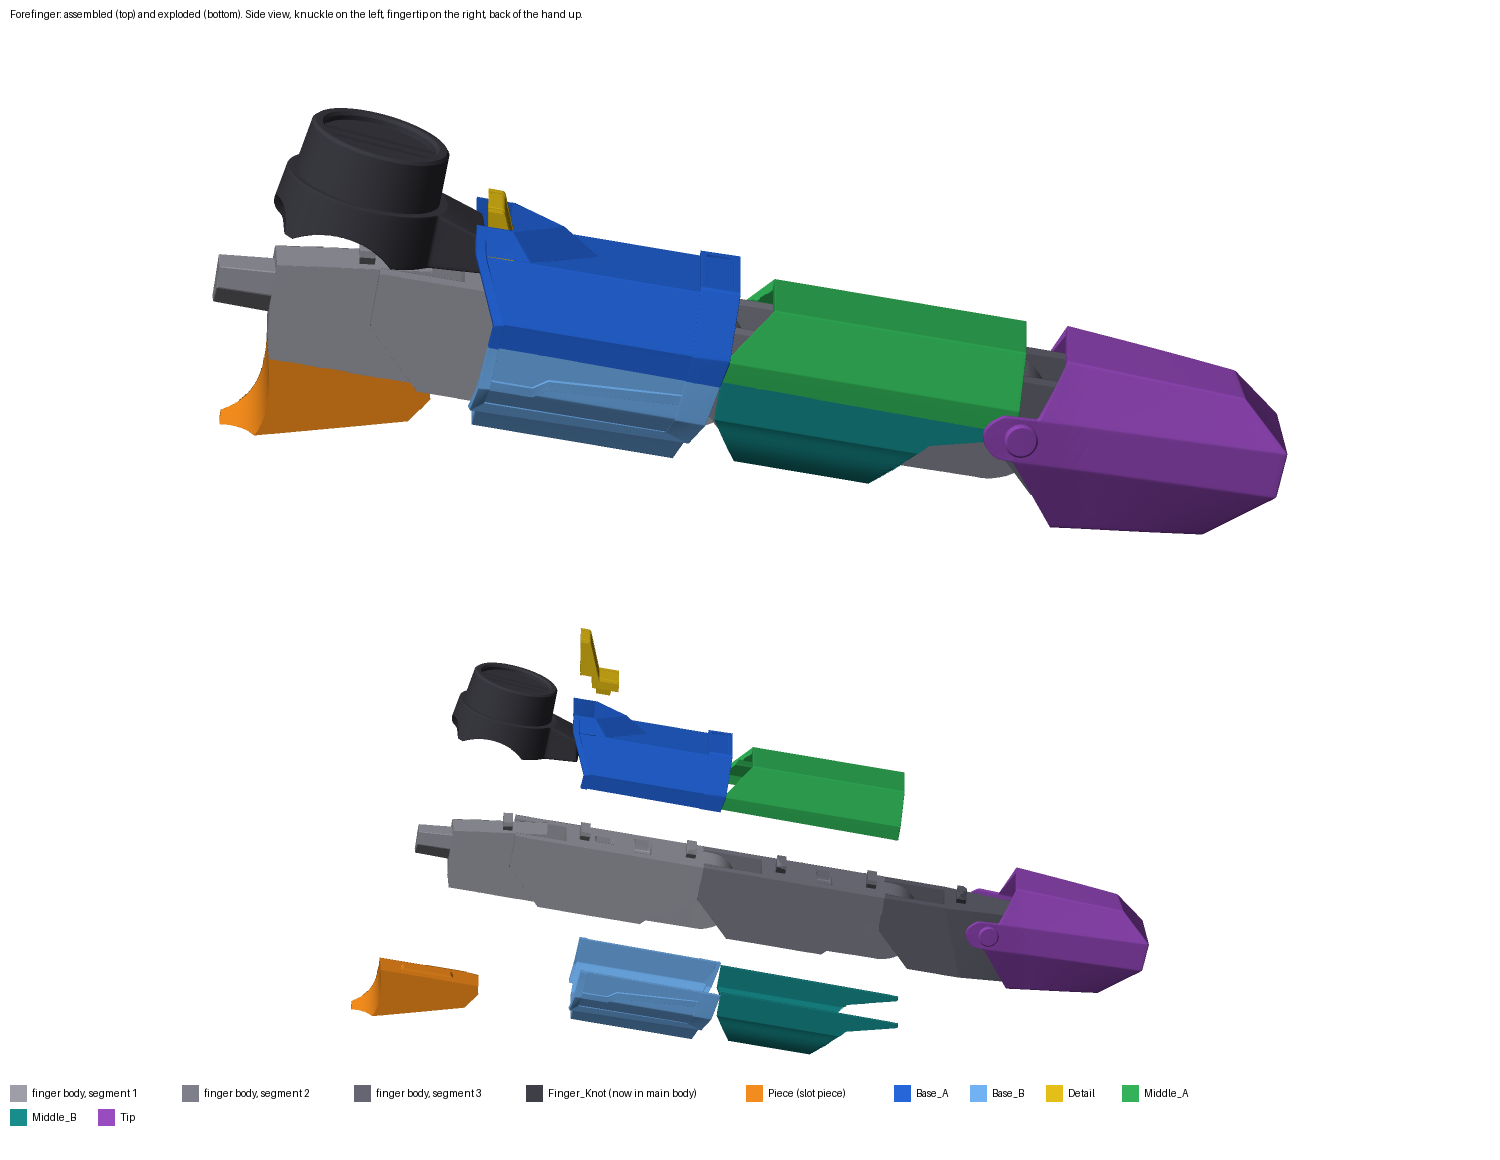 Forefinger: assembled (top) and exploded (bottom). Side view, knuckle on the left, fingertip on the right, back of the hand up.
finger body, segment 1 finger body, segment 2 finger body, segment 3 Finger_Knot (now in main body) Piece (slot piece) Base_A Base_B Detail Middle_A
Middle_B Tip